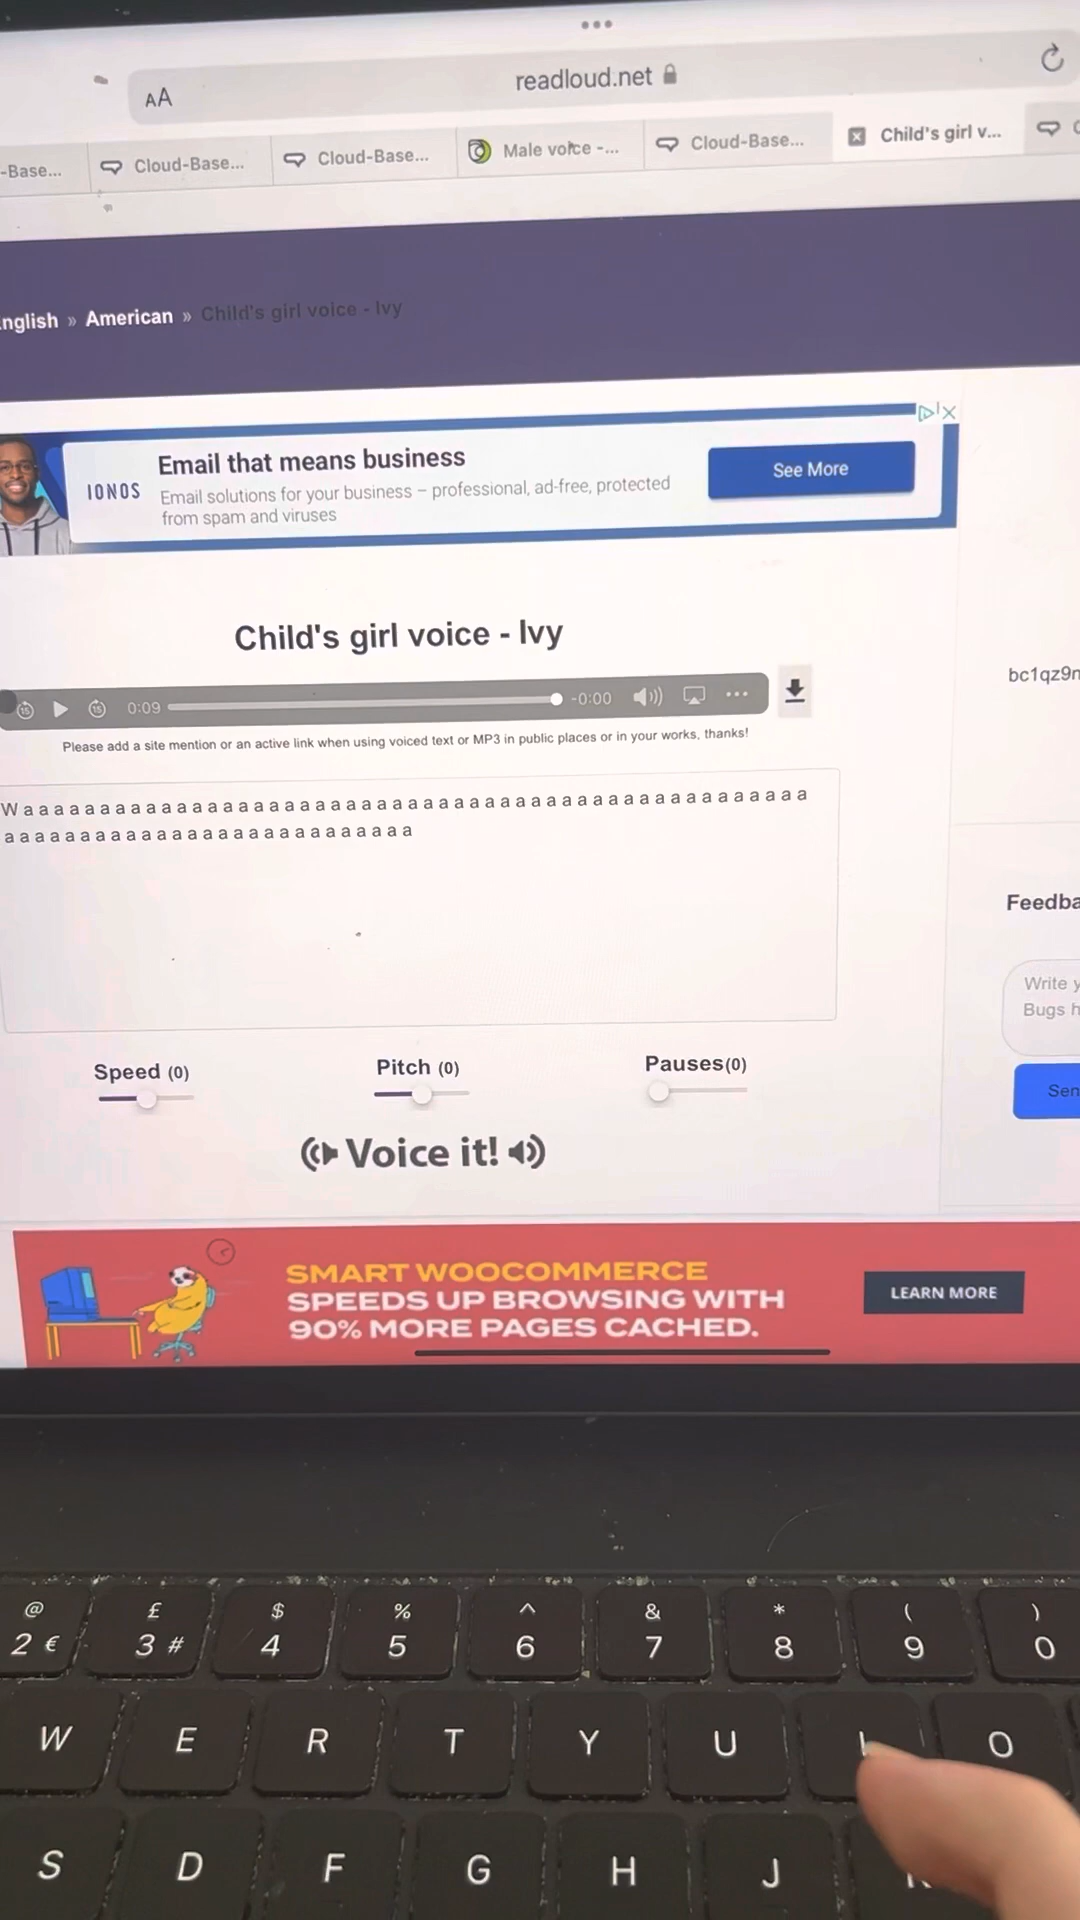 AA
readloud.net
-Base...
Cloud-Base...
Cloud-Base...
Male voice -...
Cloud-Base...
Child's girl v...
nglish » American » Child's girl voice - Ivy
IONOS
Email that means business
Email solutions for your business – professional, ad-free, protected
from spam and viruses
See More
Child's girl voice - Ivy
bc1qz9r
15
15
0:09
-0:00
Please add a site mention or an active link when using voiced text or MP3 in public places or in your works, thanks!
W a a a a a a a a a a a a a a a a a a a a a a a a a a a a a a a a a a a a a a a a a a a a a a a a a a a
a a a a a a a a a a a a a a a a a a a a a a a a a a a
Feedba
Write y
Bugs h
Sen
Speed (0)
Pitch (0)
Pauses(0)
Voice it!
SMART WOOCOMMERCE
SPEEDS UP BROWSING WITH
90% MORE PAGES CACHED.
LEARN MORE
@ £ $ % ^ & * ( )
2 € 3 # 4 5 6 7 8 9 0
W E R T Y U I O
S D F G H J